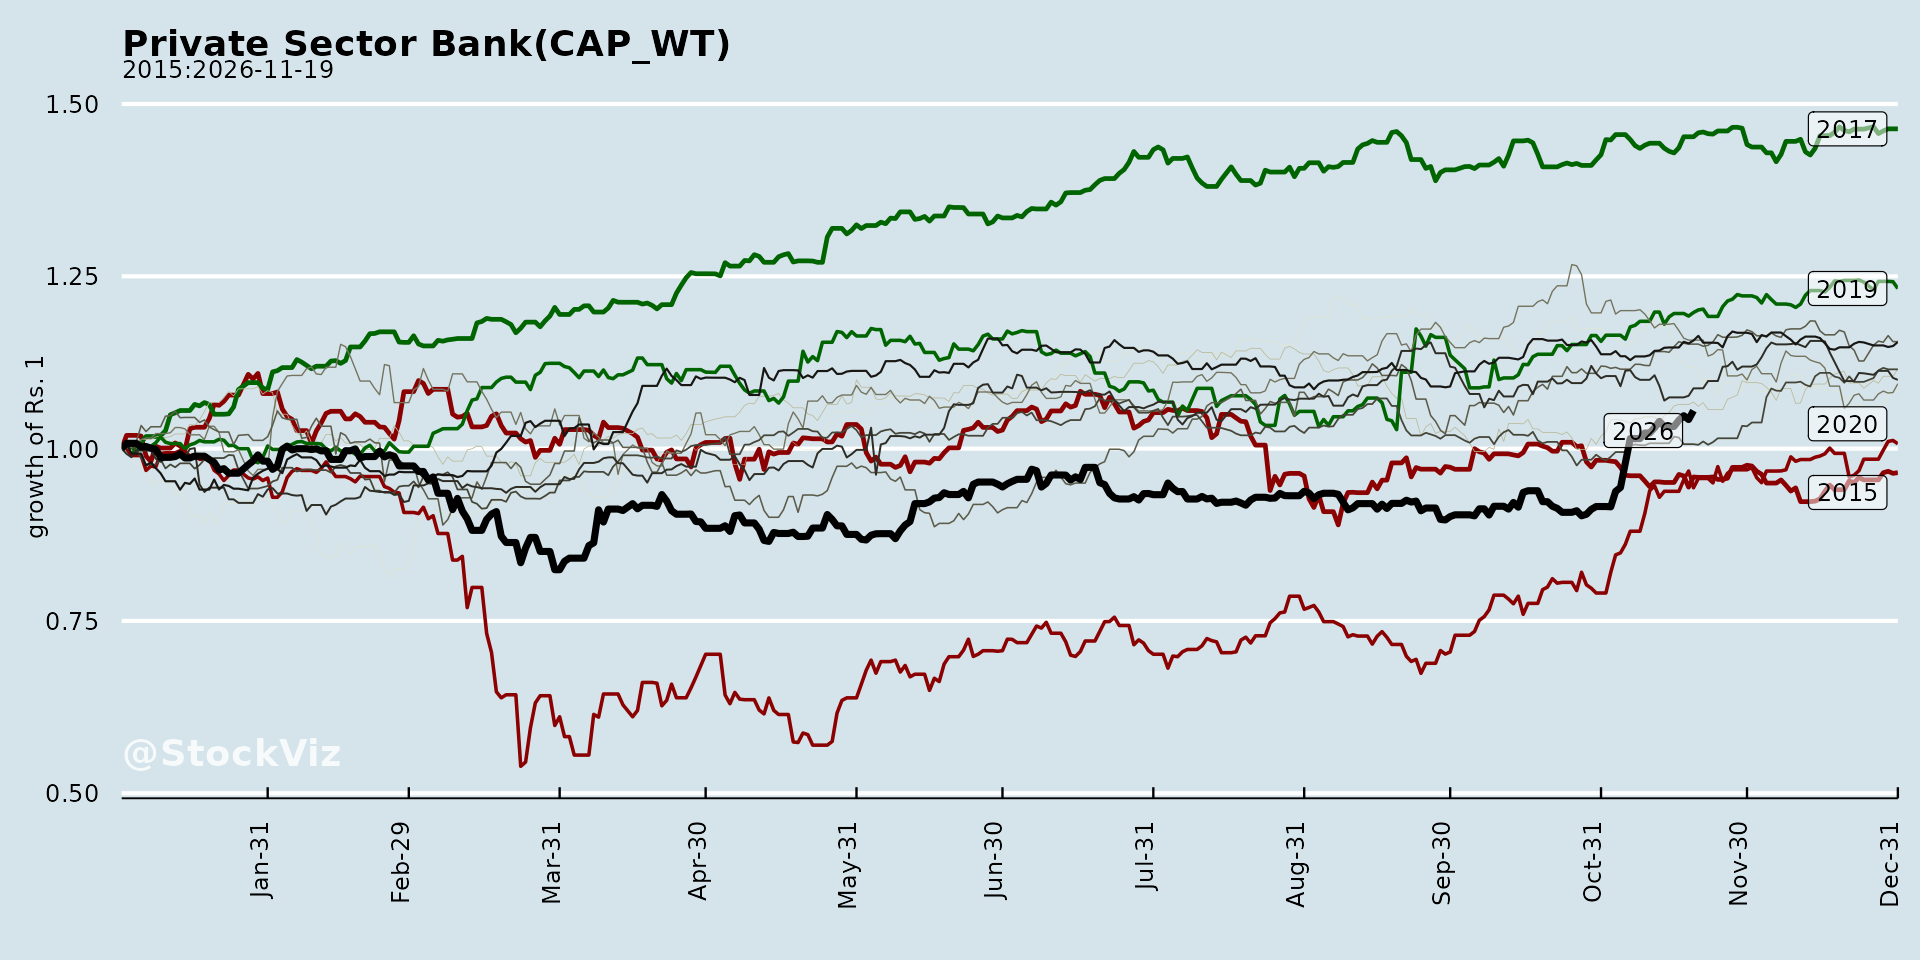 Private Sector Bank(CAP_WT)
2015:2026-11-19
growth of Rs. 1
1.50
1.25
1.00
0.75
0.50
2017
2019
2020
2026
2015
@StockViz
Jan-31
Feb-29
Mar-31
Apr-30
May-31
Jun-30
Jul-31
Aug-31
Sep-30
Oct-31
Nov-30
Dec-31